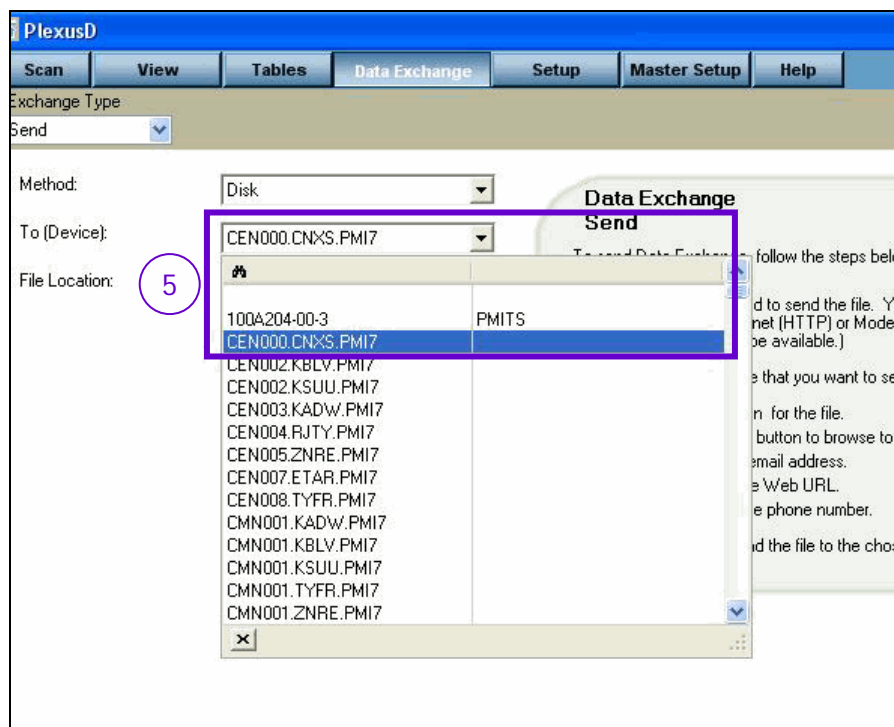 PlexusD
Scan View Tables Data Exchange Setup Master Setup Help
Exchange Type
Send
Method: Disk
To (Device): CEN000.CNXS.PMI7
File Location:
5
100A204-00-3 PMITS
CEN000.CNXS.PMI7
CEN002.KBLV.PMI7
CEN002.KSUU.PMI7
CEN003.KADW.PMI7
CEN004.RJTY.PMI7
CEN005.ZNRE.PMI7
CEN007.ETAR.PMI7
CEN008.TYFR.PMI7
CMN001.KADW.PMI7
CMN001.KBLV.PMI7
CMN001.KSUU.PMI7
CMN001.TYFR.PMI7
CMN001.ZNRE.PMI7
Data Exchange
Send
follow the steps
d to send the file.
net (HTTP) or
be available.)
that you want to
for the file.
button to browse to
email address.
Web URL.
phone number.
the file to the